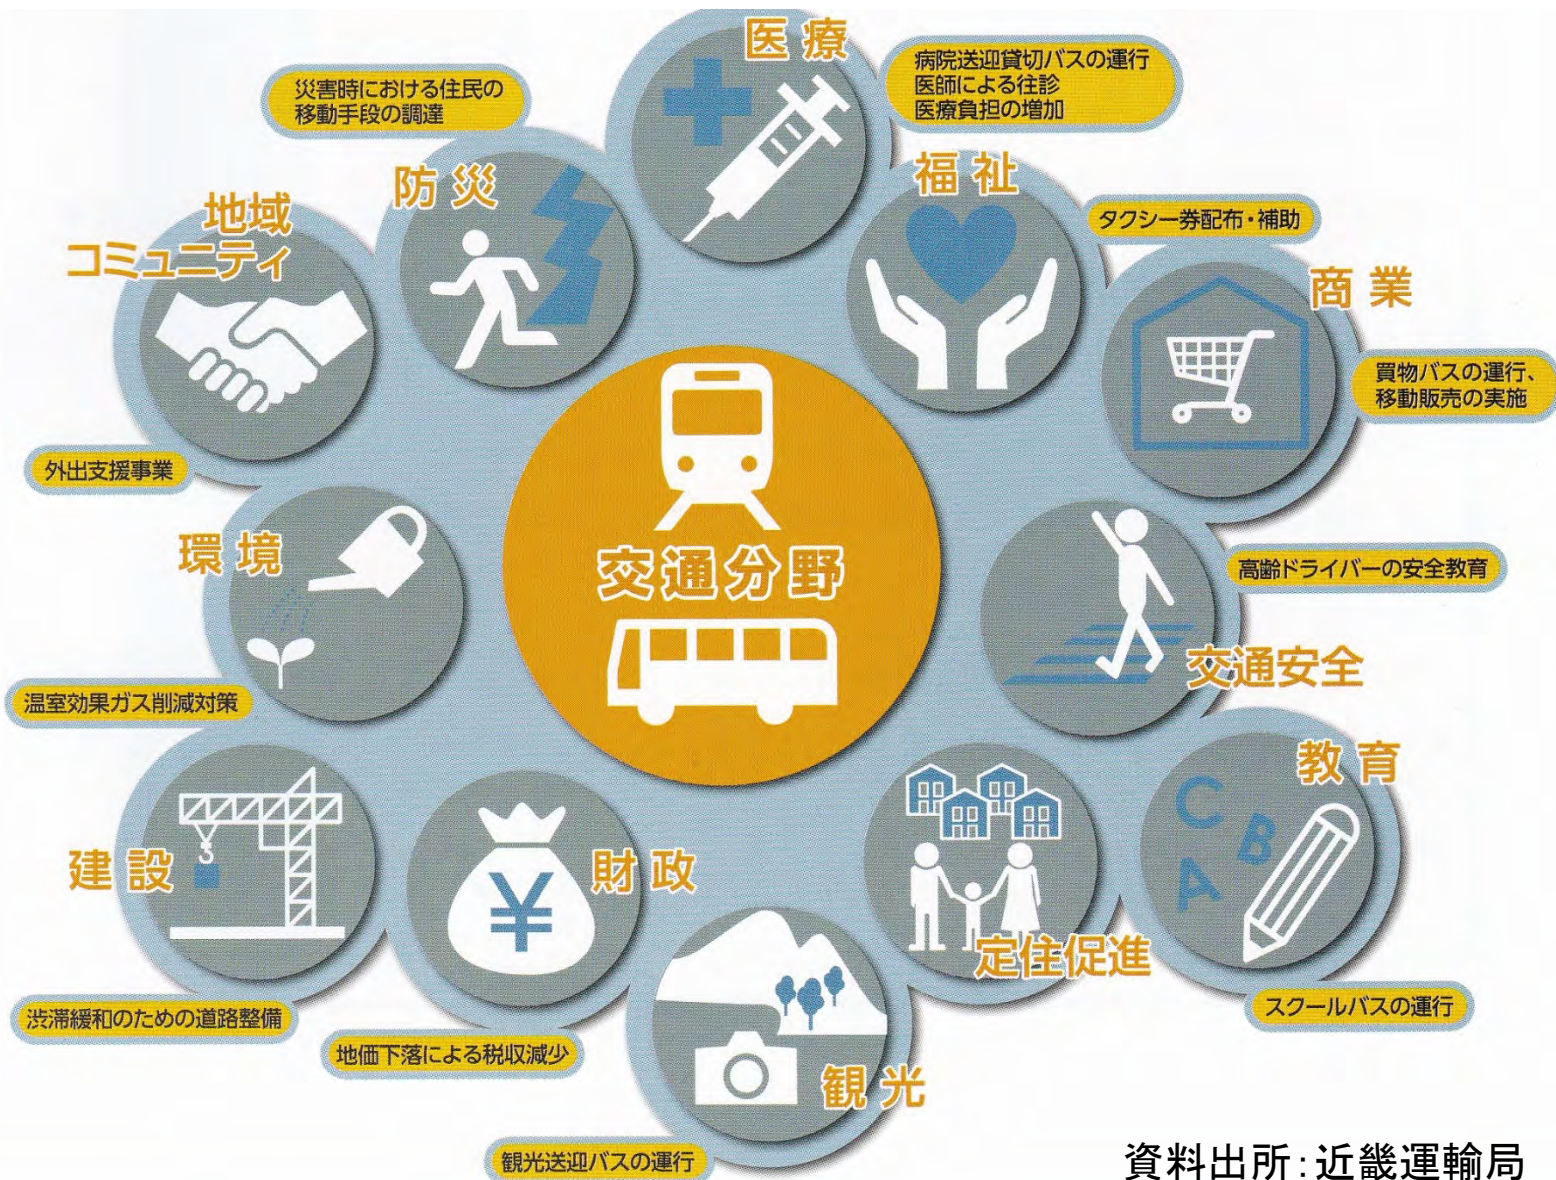 医療
病院送迎貸切バスの運行
医師による往診
医療負担の増加
災害時における住民の
移動手段の調達
防災
福祉
タクシー券配布・補助
地域
コミュニティ
商業
買物バスの運行、
移動販売の実施
外出支援事業
環境
交通分野
高齢ドライバーの安全教育
交通安全
温室効果ガス削減対策
教育
C
B
A
建設
財政
¥
定住促進
スクールバスの運行
渋滞緩和のための道路整備
地価下落による税収減少
観光
観光送迎バスの運行
資料出所：近畿運輸局